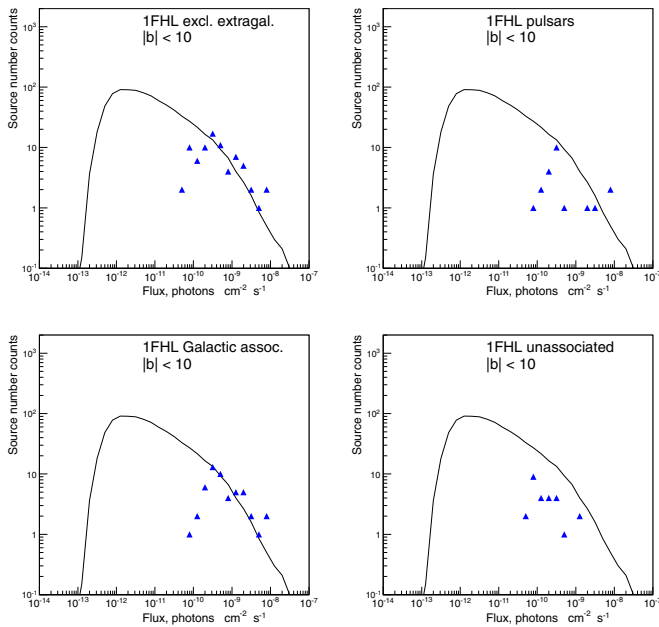 1FHL excl. extragal.
|b| < 10
Source number counts
10³
10²
10
1
10⁻¹
10⁻¹⁴ 10⁻¹³ 10⁻¹² 10⁻¹¹ 10⁻¹⁰ 10⁻⁹ 10⁻⁸ 10⁻⁷
Flux, photons cm⁻² s⁻¹
1FHL pulsars
|b| < 10
Source number counts
10³
10²
10
1
10⁻¹
10⁻¹⁴ 10⁻¹³ 10⁻¹² 10⁻¹¹ 10⁻¹⁰ 10⁻⁹ 10⁻⁸ 10⁻⁷
Flux, photons cm⁻² s⁻¹
1FHL Galactic assoc.
|b| < 10
Source number counts
10³
10²
10
1
10⁻¹
10⁻¹⁴ 10⁻¹³ 10⁻¹² 10⁻¹¹ 10⁻¹⁰ 10⁻⁹ 10⁻⁸ 10⁻⁷
Flux, photons cm⁻² s⁻¹
1FHL unassociated
|b| < 10
Source number counts
10³
10²
10
1
10⁻¹
10⁻¹⁴ 10⁻¹³ 10⁻¹² 10⁻¹¹ 10⁻¹⁰ 10⁻⁹ 10⁻⁸ 10⁻⁷
Flux, photons cm⁻² s⁻¹